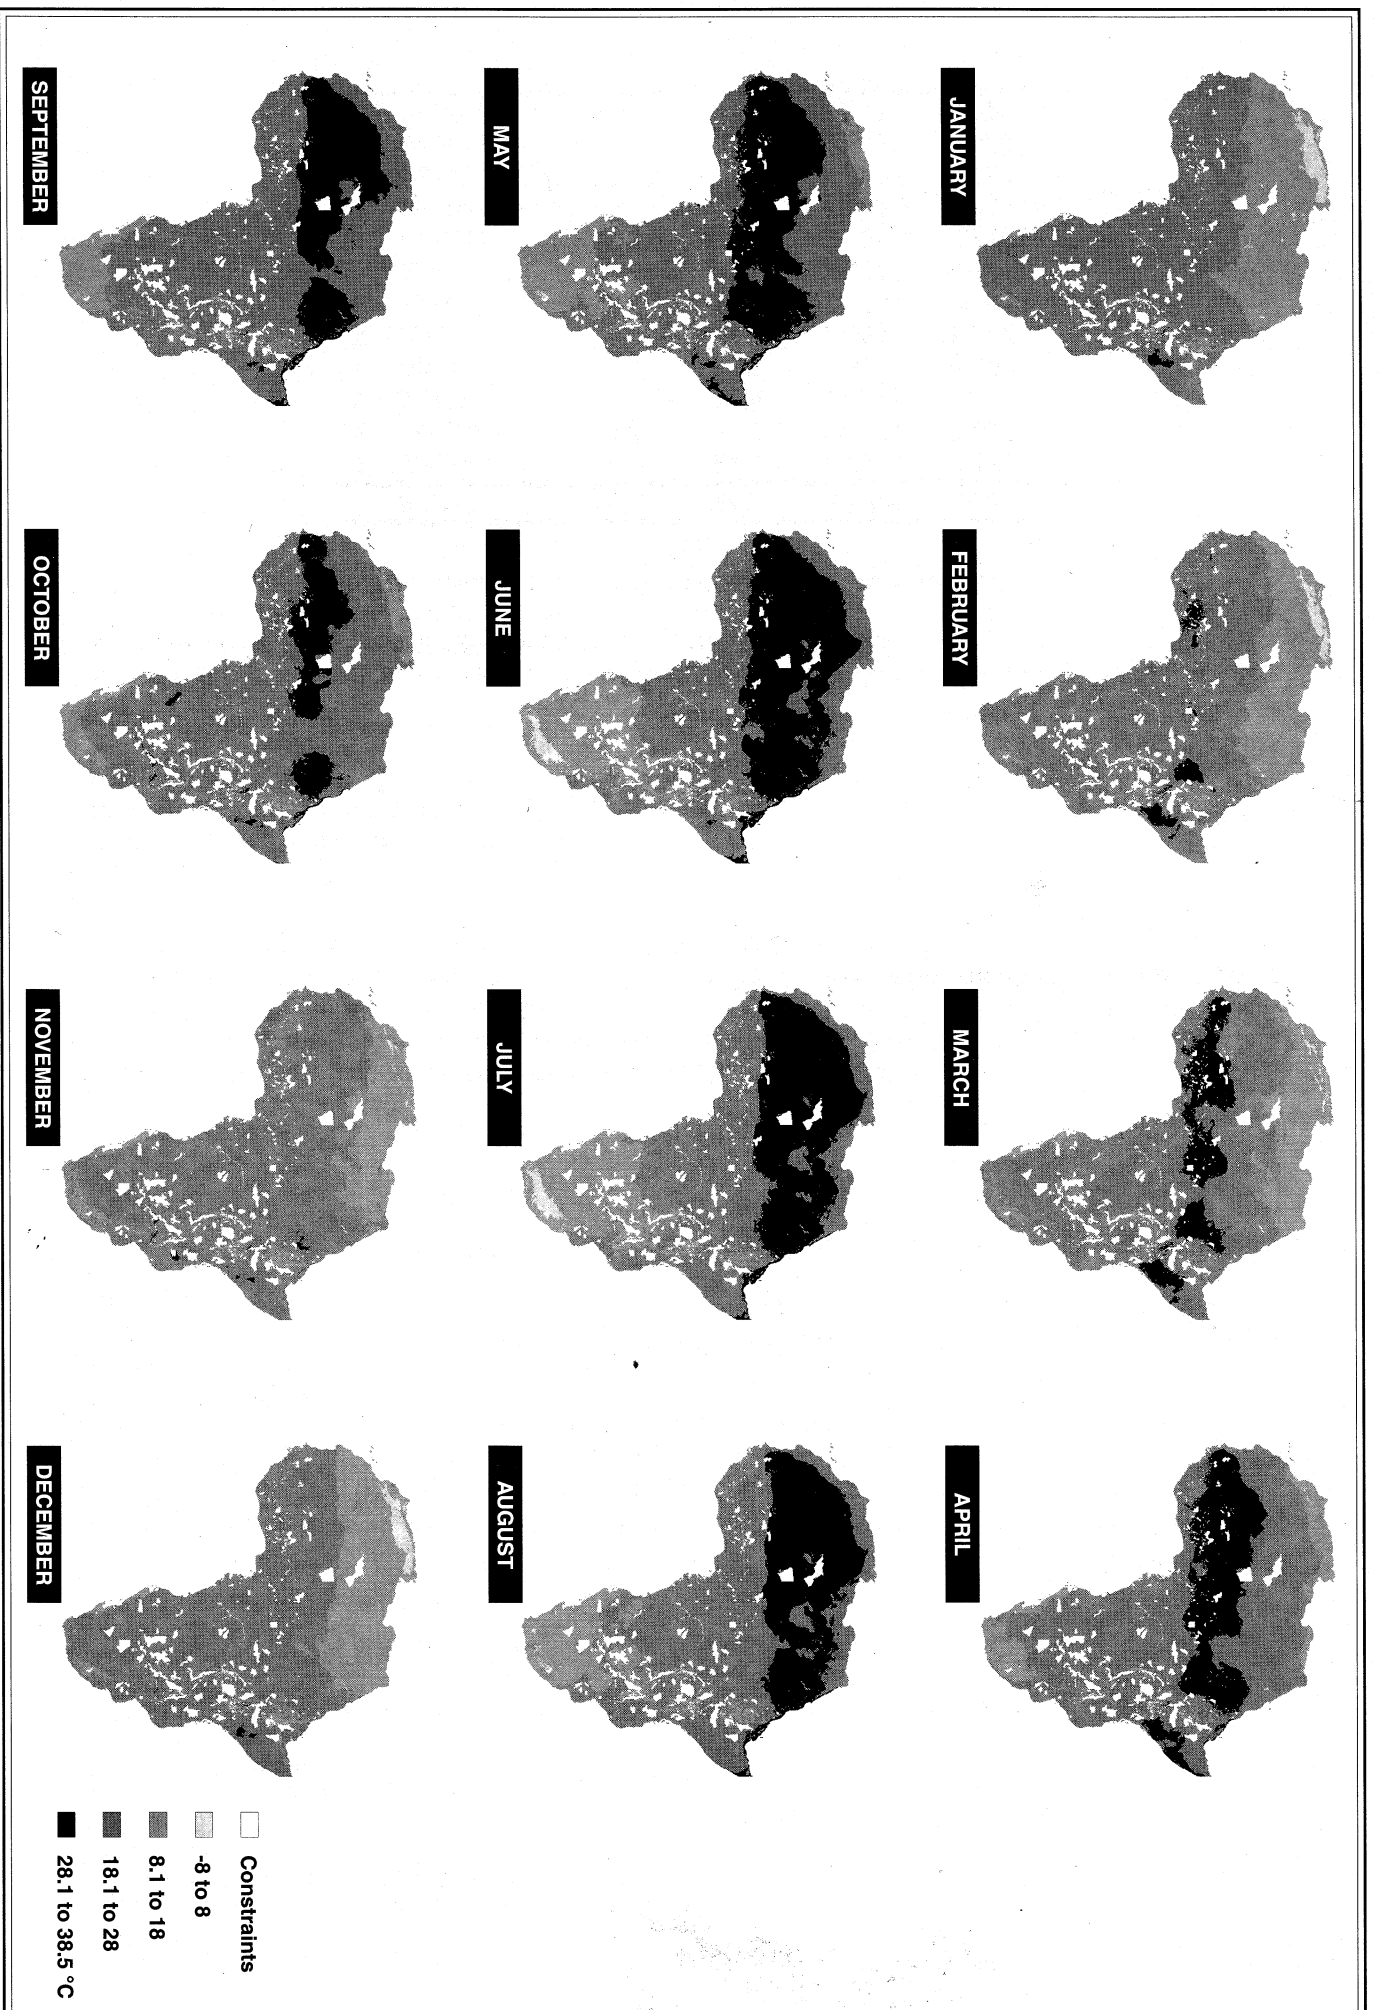 JANUARY
FEBRUARY
MARCH
APRIL
MAY
JUNE
JULY
AUGUST
SEPTEMBER
OCTOBER
NOVEMBER
DECEMBER
Constraints
-8 to 8
8.1 to 18
18.1 to 28
28.1 to 38.5 °C